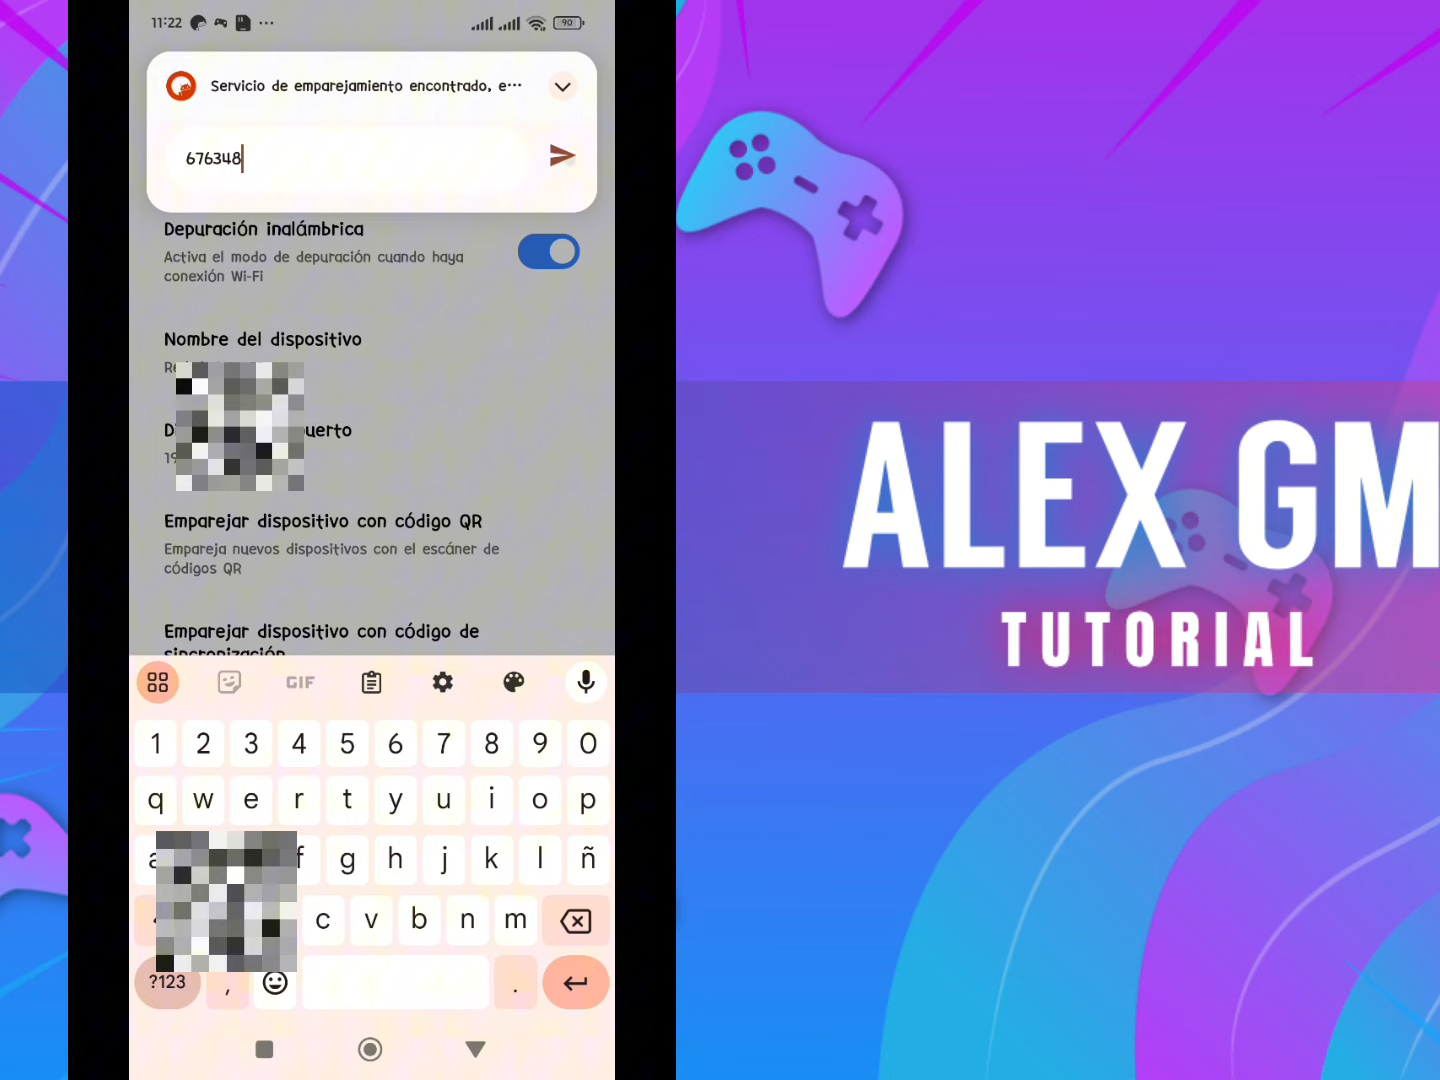 11:22
90
Servicio de emparejamiento encontrado, e...
676348
Depuración inalámbrica
Activa el modo de depuración cuando haya
conexión Wi-Fi
Nombre del dispositivo
Emparejar dispositivo con código QR
Empareja nuevos dispositivos con el escáner de
códigos QR
Emparejar dispositivo con código de
sincronización
GIF
1 2 3 4 5 6 7 8 9 0
q w e r t y u i o p
f g h j k l ñ
c v b n m
?123 , .
ALEX GM
TUTORIAL